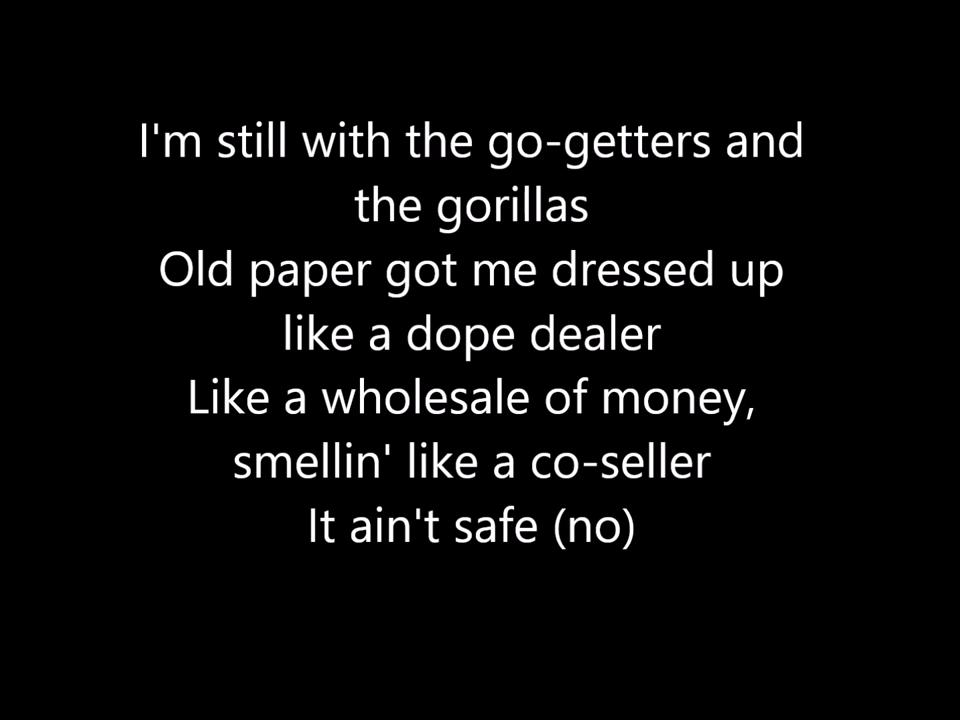 I'm still with the go-getters and
the gorillas
Old paper got me dressed up
like a dope dealer
Like a wholesale of money,
smellin' like a co-seller
It ain't safe (no)